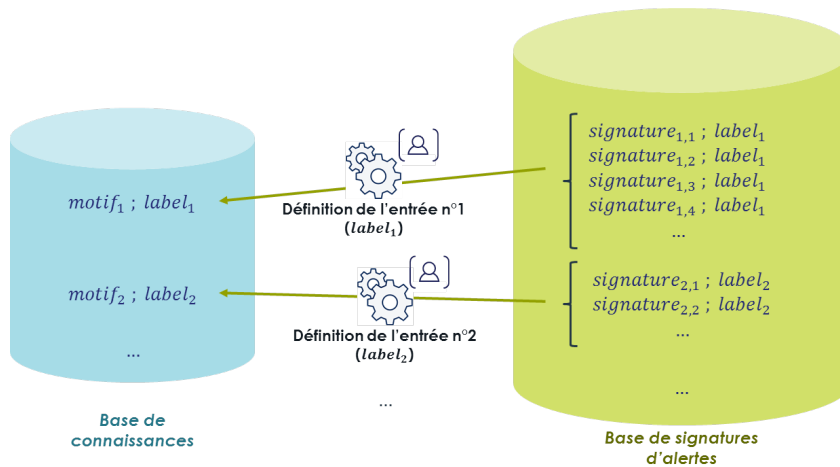 motif₁ ; label₁
motif₂ ; label₂
...
Base de
connaissances
Définition de l'entrée n°1
(label₁)
Définition de l'entrée n°2
(label₂)
...
signature₁,₁ ; label₁
signature₁,₂ ; label₁
signature₁,₃ ; label₁
signature₁,₄ ; label₁
...
signature₂,₁ ; label₂
signature₂,₂ ; label₂
...
...
Base de signatures
d'alertes